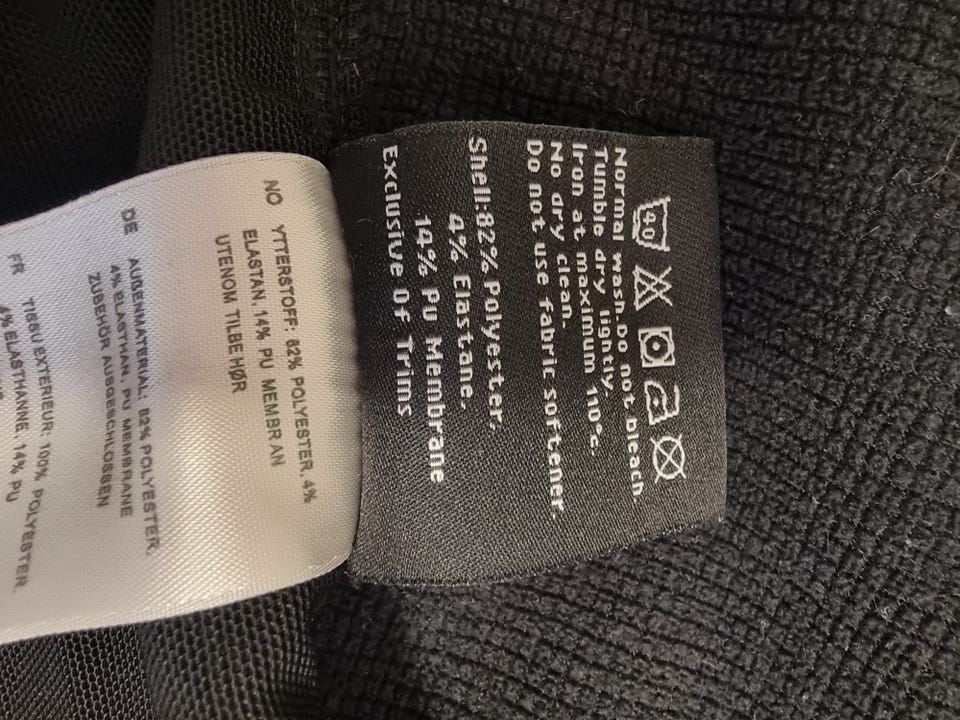 40
Normal wash.Do not bleach.
Tumble dry lightly.
Iron at maximum 110°c.
No dry clean.
Do not use fabric softener.
Shell:82% Polyester.
4% Elastane.
14% PU Membrane
Exclusive Of Trims
NO YTTERSTOFF: 82% POLYESTER, 4%
ELASTAN, 14% PU MEMBRAN
UTENOM TILBEHØR
DE AUßENMATERIAL: 82% POLYESTER,
4% ELASTHAN, PU MEMBRANE
ZUBEHÖR AUSGESCHLOSSEN
FR TISSU EXTERIEUR: 100% POLYESTER,
4% ELASTHANNE, 14% PU